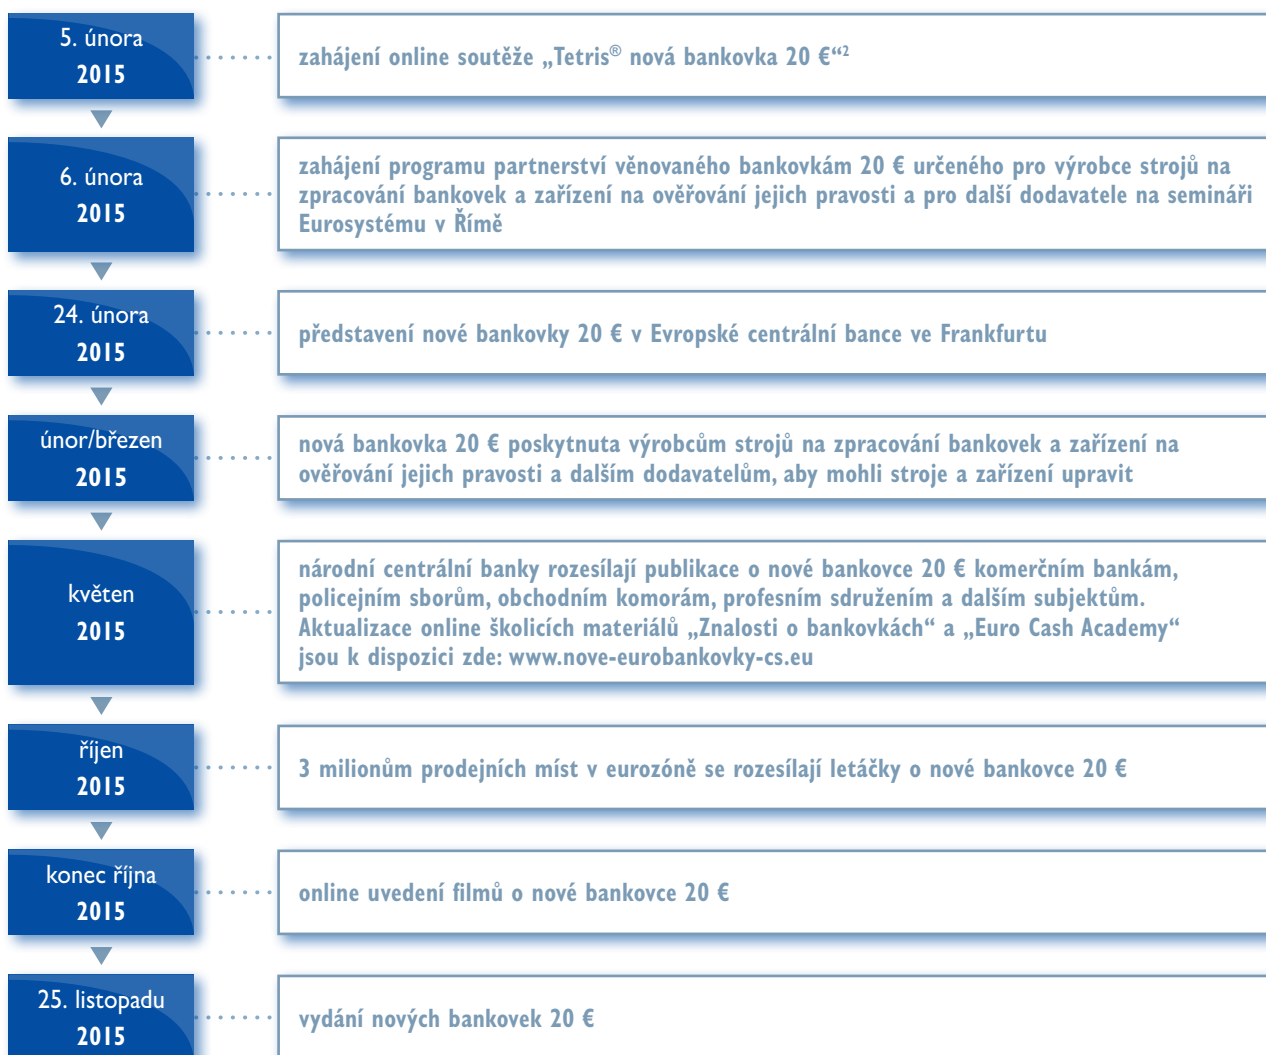 5. února
2015
zahájení online soutěže „Tetris® nová bankovka 20 €“²
6. února
2015
zahájení programu partnerství věnovaného bankovkám 20 € určeného pro výrobce strojů na
zpracování bankovek a zařízení na ověřování jejich pravosti a pro další dodavatele na semináři
Eurosystému v Římě
24. února
2015
představení nové bankovky 20 € v Evropské centrální bance ve Frankfurtu
únor/březen
2015
nová bankovka 20 € poskytnuta výrobcům strojů na zpracování bankovek a zařízení na
ověřování jejich pravosti a dalším dodavatelům, aby mohli stroje a zařízení upravit
květen
2015
národní centrální banky rozesílají publikace o nové bankovce 20 € komerčním bankám,
policejním sborům, obchodním komorám, profesním sdružením a dalším subjektům.
Aktualizace online školicích materiálů „Znalosti o bankovkách“ a „Euro Cash Academy“
jsou k dispozici zde: www.nove-eurobankovky-cs.eu
říjen
2015
3 milionům prodejních míst v eurozóně se rozesílají letáčky o nové bankovce 20 €
konec října
2015
online uvedení filmů o nové bankovce 20 €
25. listopadu
2015
vydání nových bankovek 20 €